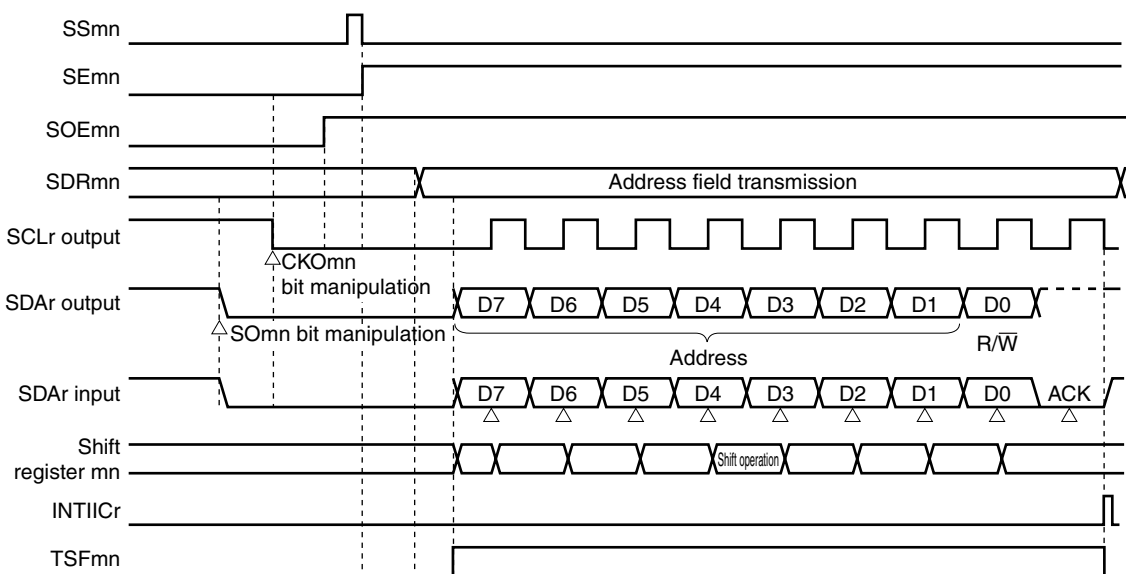 SSmn
SEmn
SOEmn
SDRmn
Address field transmission
SCLr output
CKOmn
bit manipulation
SDAr output
D7 D6 D5 D4 D3 D2 D1 D0
SOmn bit manipulation
Address
R/W̅
SDAr input
D7 D6 D5 D4 D3 D2 D1 D0 ACK
Shift
register mn
Shift operation
INTIICr
TSFmn